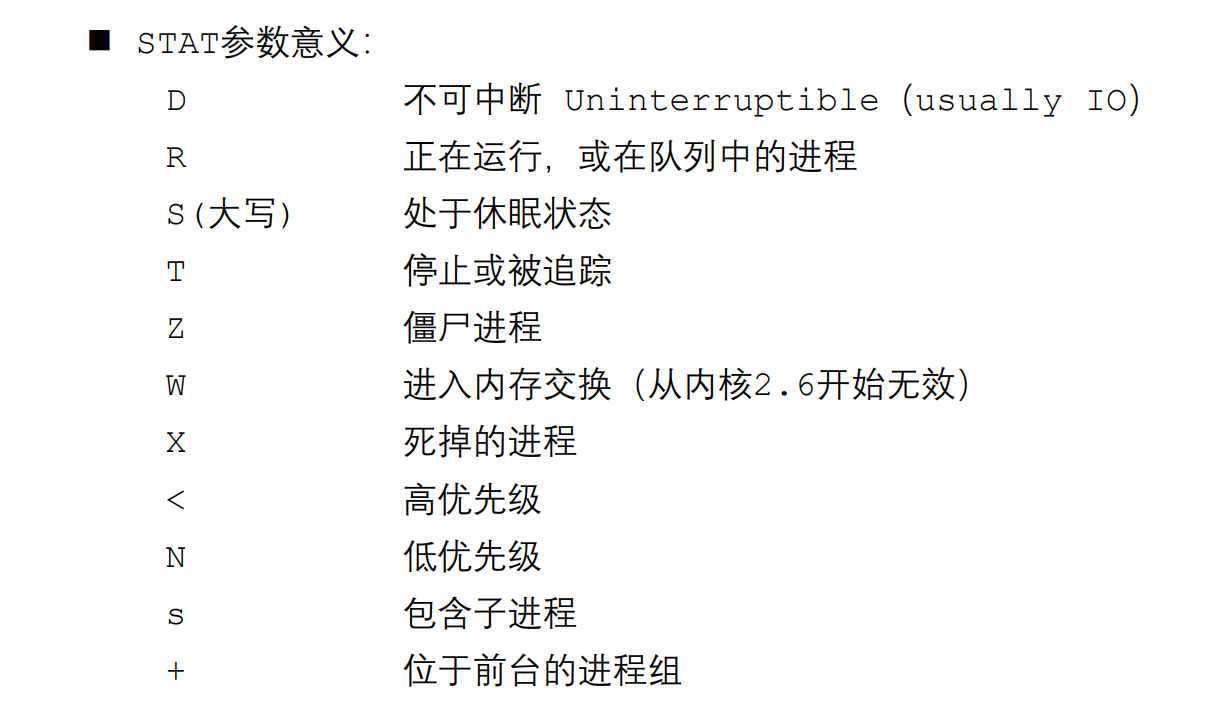 ■ STAT参数意义：
D 不可中断 Uninterruptible（usually IO）
R 正在运行，或在队列中的进程
S(大写) 处于休眠状态
T 停止或被追踪
Z 僵尸进程
W 进入内存交换（从内核2.6开始无效）
X 死掉的进程
< 高优先级
N 低优先级
s 包含子进程
+ 位于前台的进程组